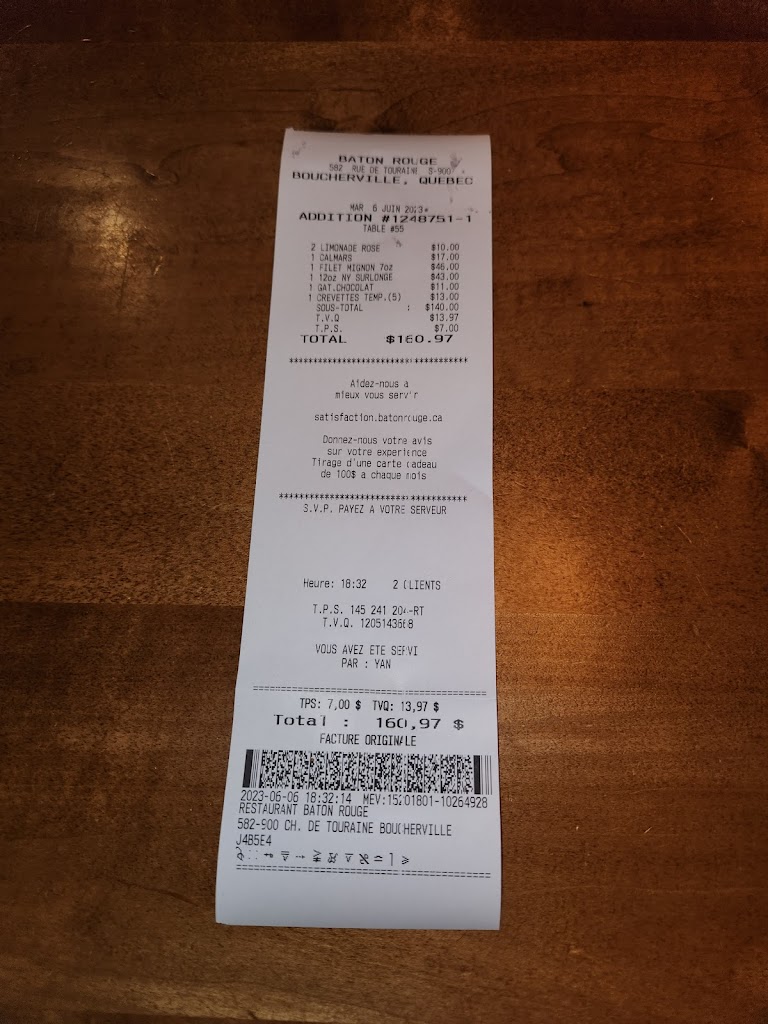 BATON ROUGE
582 RUE DE TOURAINE S-900
BOUCHERVILLE, QUEBEC
MAR 6 JUIN 2023
ADDITION #1248751-1
TABLE #55
2 LIMONADE ROSE $10.00
1 CALMARS $17.00
1 FILET MIGNON 7oz $46.00
1 12oz NY SURLONGE $43.00
1 GAT.CHOCOLAT $11.00
1 CREVETTES TEMP.(5) $13.00
SOUS-TOTAL : $140.00
T.V.Q $13.97
T.P.S. $7.00
TOTAL $160.97
************************************
Aidez-nous a
mieux vous servir
satisfaction.batonrouge.ca
Donnez-nous votre avis
sur votre experience
Tirage d'une carte cadeau
de 100$ a chaque mois
************************************
S.V.P. PAYEZ A VOTRE SERVEUR
Heure: 18:32 2 CLIENTS
T.P.S. 145 241 204-RT
T.V.Q. 1205143668
VOUS AVEZ ETE SERVI
PAR : YAN
============================================
TPS: 7,00 $ TVQ: 13,97 $
Total : 160,97 $
FACTURE ORIGINALE
2023-06-06 18:32:14 MEV:15201801-10264928
RESTAURANT BATON ROUGE
582-900 CH. DE TOURAINE BOUCHERVILLE
J4B5E4
============================================